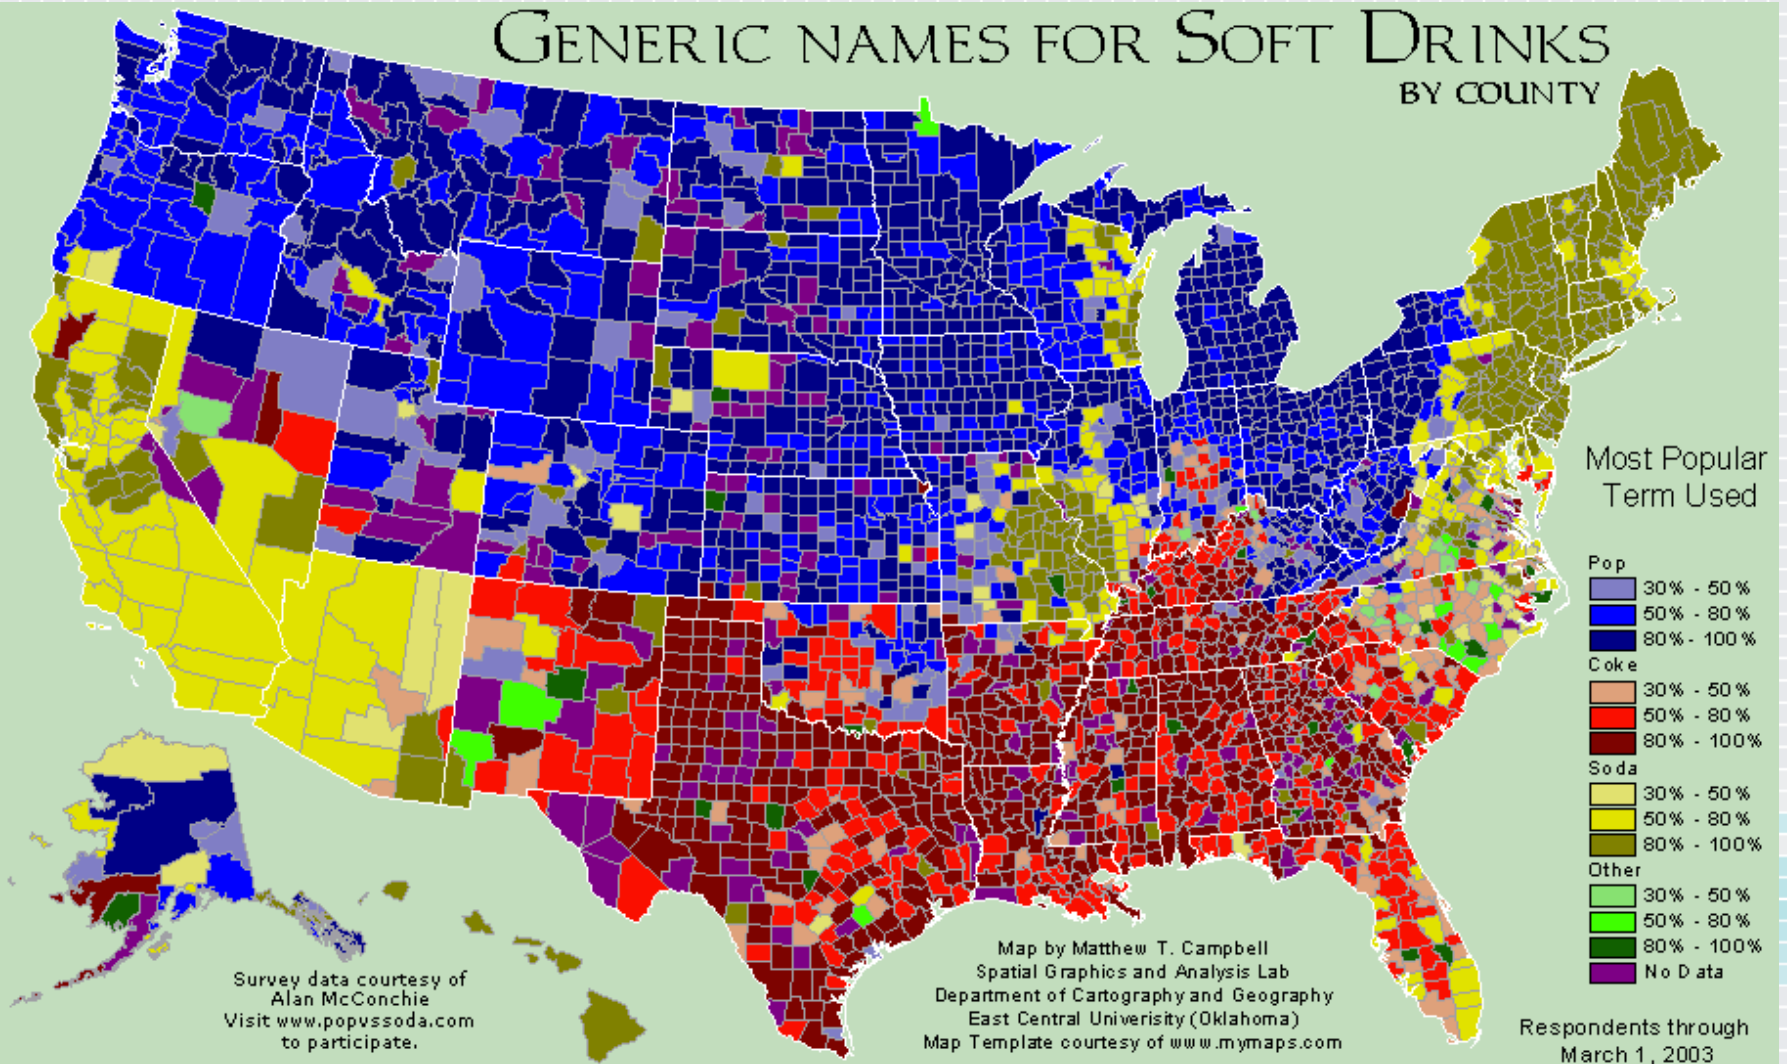 GENERIC NAMES FOR SOFT DRINKS
BY COUNTY
Most Popular
Term Used
Pop
30% - 50%
50% - 80%
80% - 100%
Coke
30% - 50%
50% - 80%
80% - 100%
Soda
30% - 50%
50% - 80%
80% - 100%
Other
30% - 50%
50% - 80%
80% - 100%
No Data
Survey data courtesy of
Alan McConchie
Visit www.popvssoda.com
to participate.
Map by Matthew T. Campbell
Spatial Graphics and Analysis Lab
Department of Cartography and Geography
East Central Univerisity (Oklahoma)
Map Template courtesy of www.mymaps.com
Respondents through
March 1, 2003